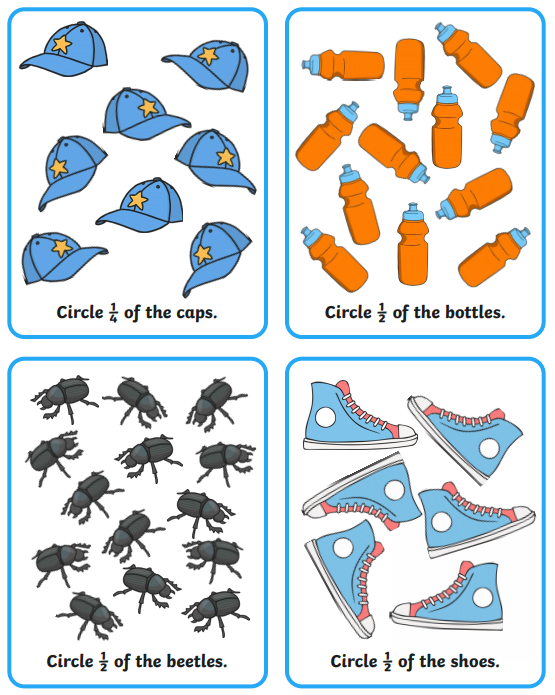 Circle 1/4 of the caps.
Circle 1/2 of the bottles.
Circle 1/2 of the beetles.
Circle 1/2 of the shoes.